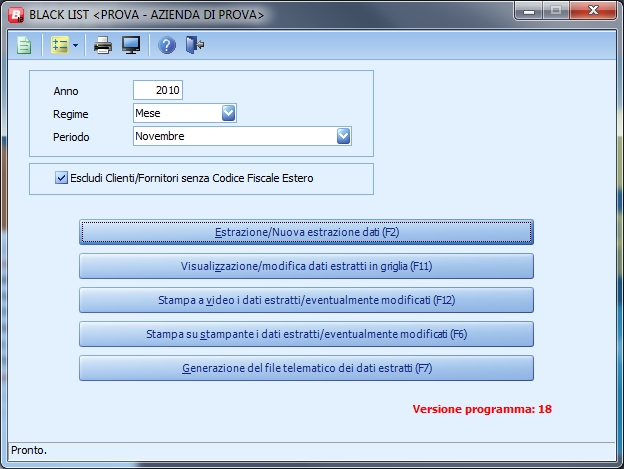 BLACK LIST <PROVA - AZIENDA DI PROVA>
Anno 2010
Regime Mese
Periodo Novembre
Escludi Clienti/Fornitori senza Codice Fiscale Estero
Estrazione/Nuova estrazione dati (F2)
Visualizzazione/modifica dati estratti in griglia (F11)
Stampa a video i dati estratti/eventualmente modificati (F12)
Stampa su stampante i dati estratti/eventualmente modificati (F6)
Generazione del file telematico dei dati estratti (F7)
Versione programma: 18
Pronto.